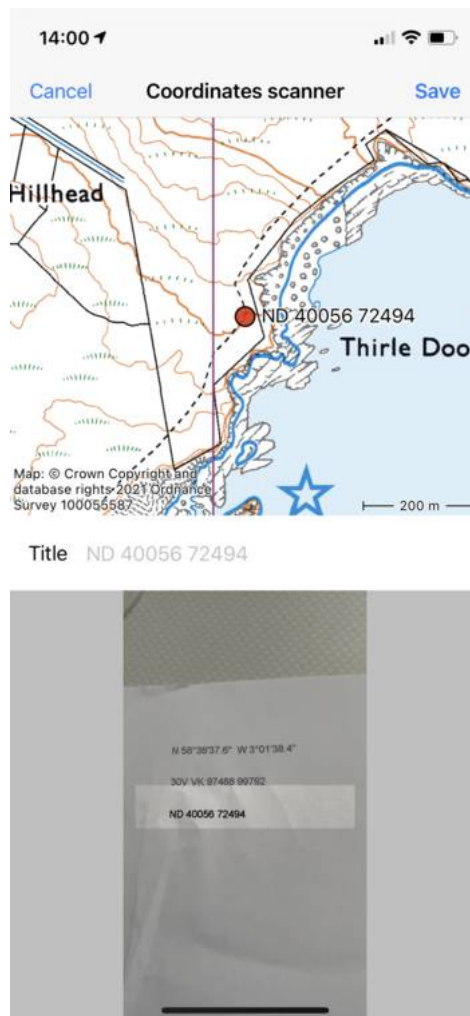 14:00
Cancel Coordinates scanner Save
Hillhead
ND 40056 72494
Thirle Doo
Map: © Crown Copyright and
database rights 2021 Ordnance
Survey 100055587
200 m
Title ND 40056 72494
N 58°38'37.6" W 3°01'38.4"
30V VK 97488 99792
ND 40056 72494